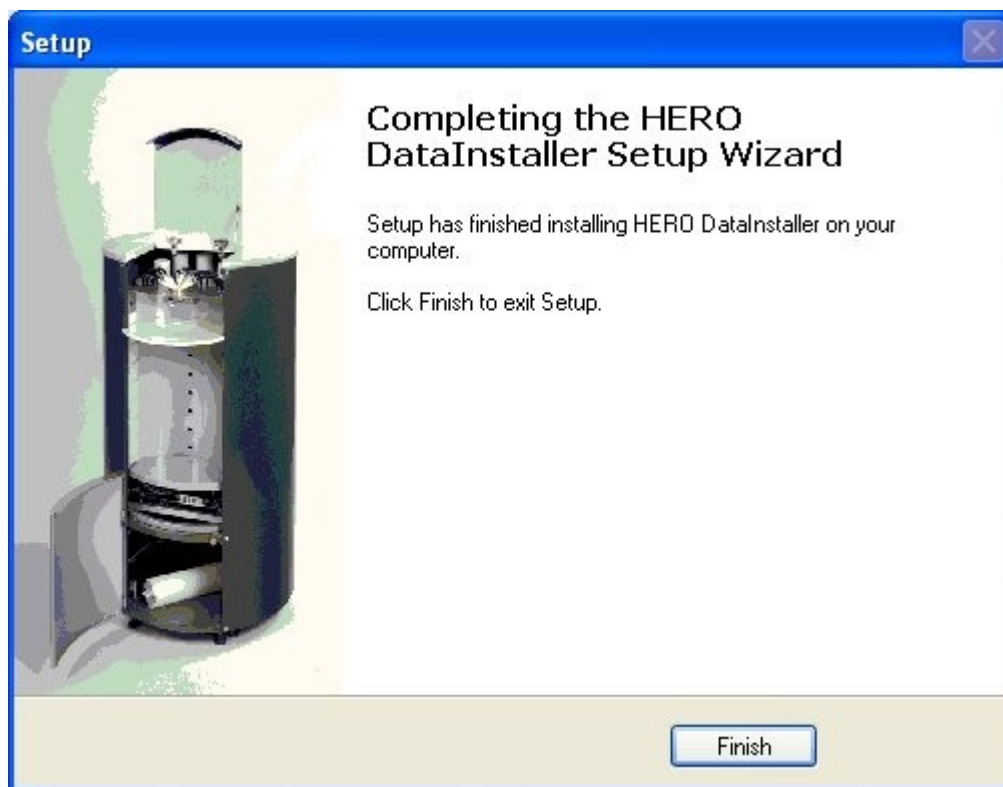 Setup
Completing the HERO
DataInstaller Setup Wizard
Setup has finished installing HERO DataInstaller on your
computer.
Click Finish to exit Setup.
Finish